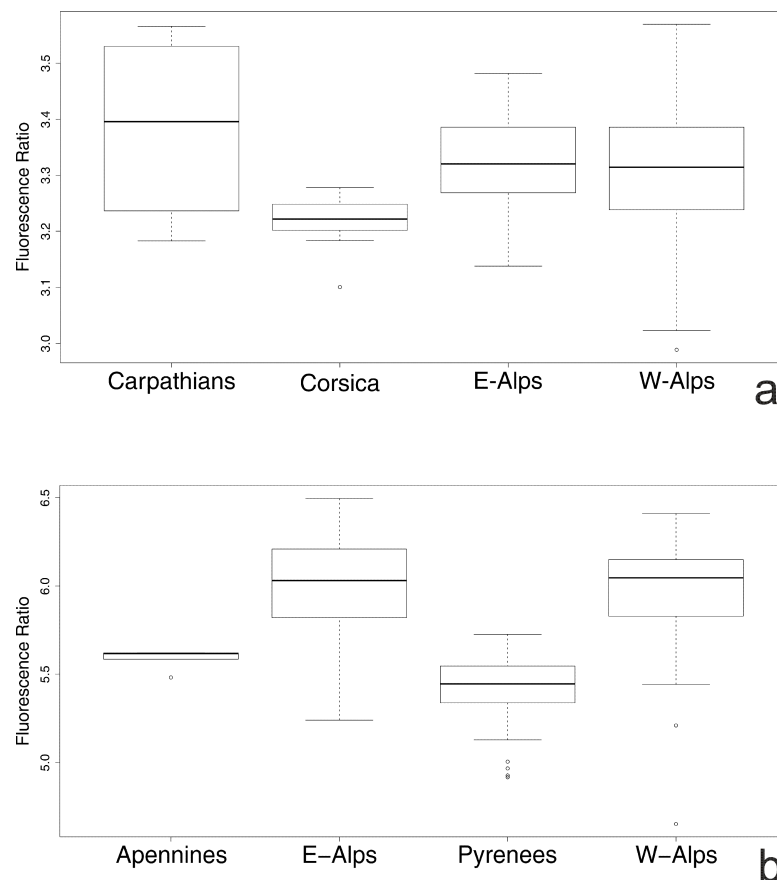 Fluorescence Ratio
3.5
3.4
3.3
3.2
3.1
3.0
Carpathians Corsica E-Alps W-Alps
a
Fluorescence Ratio
6.5
6.0
5.5
5.0
Apennines E−Alps Pyrenees W−Alps
b